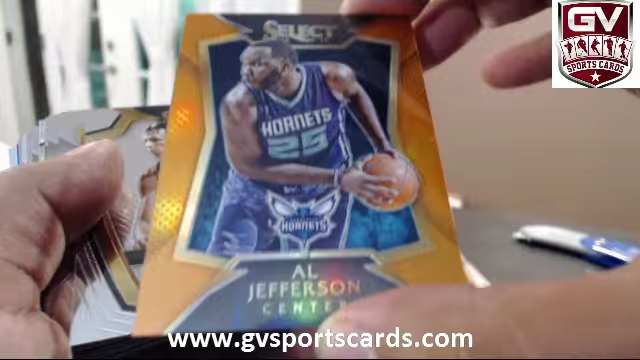 SELECT
GV
SPORTS CARDS
HORNETS
25
HORNETS
AL
JEFFERSON
CENTER
www.gvsportscards.com